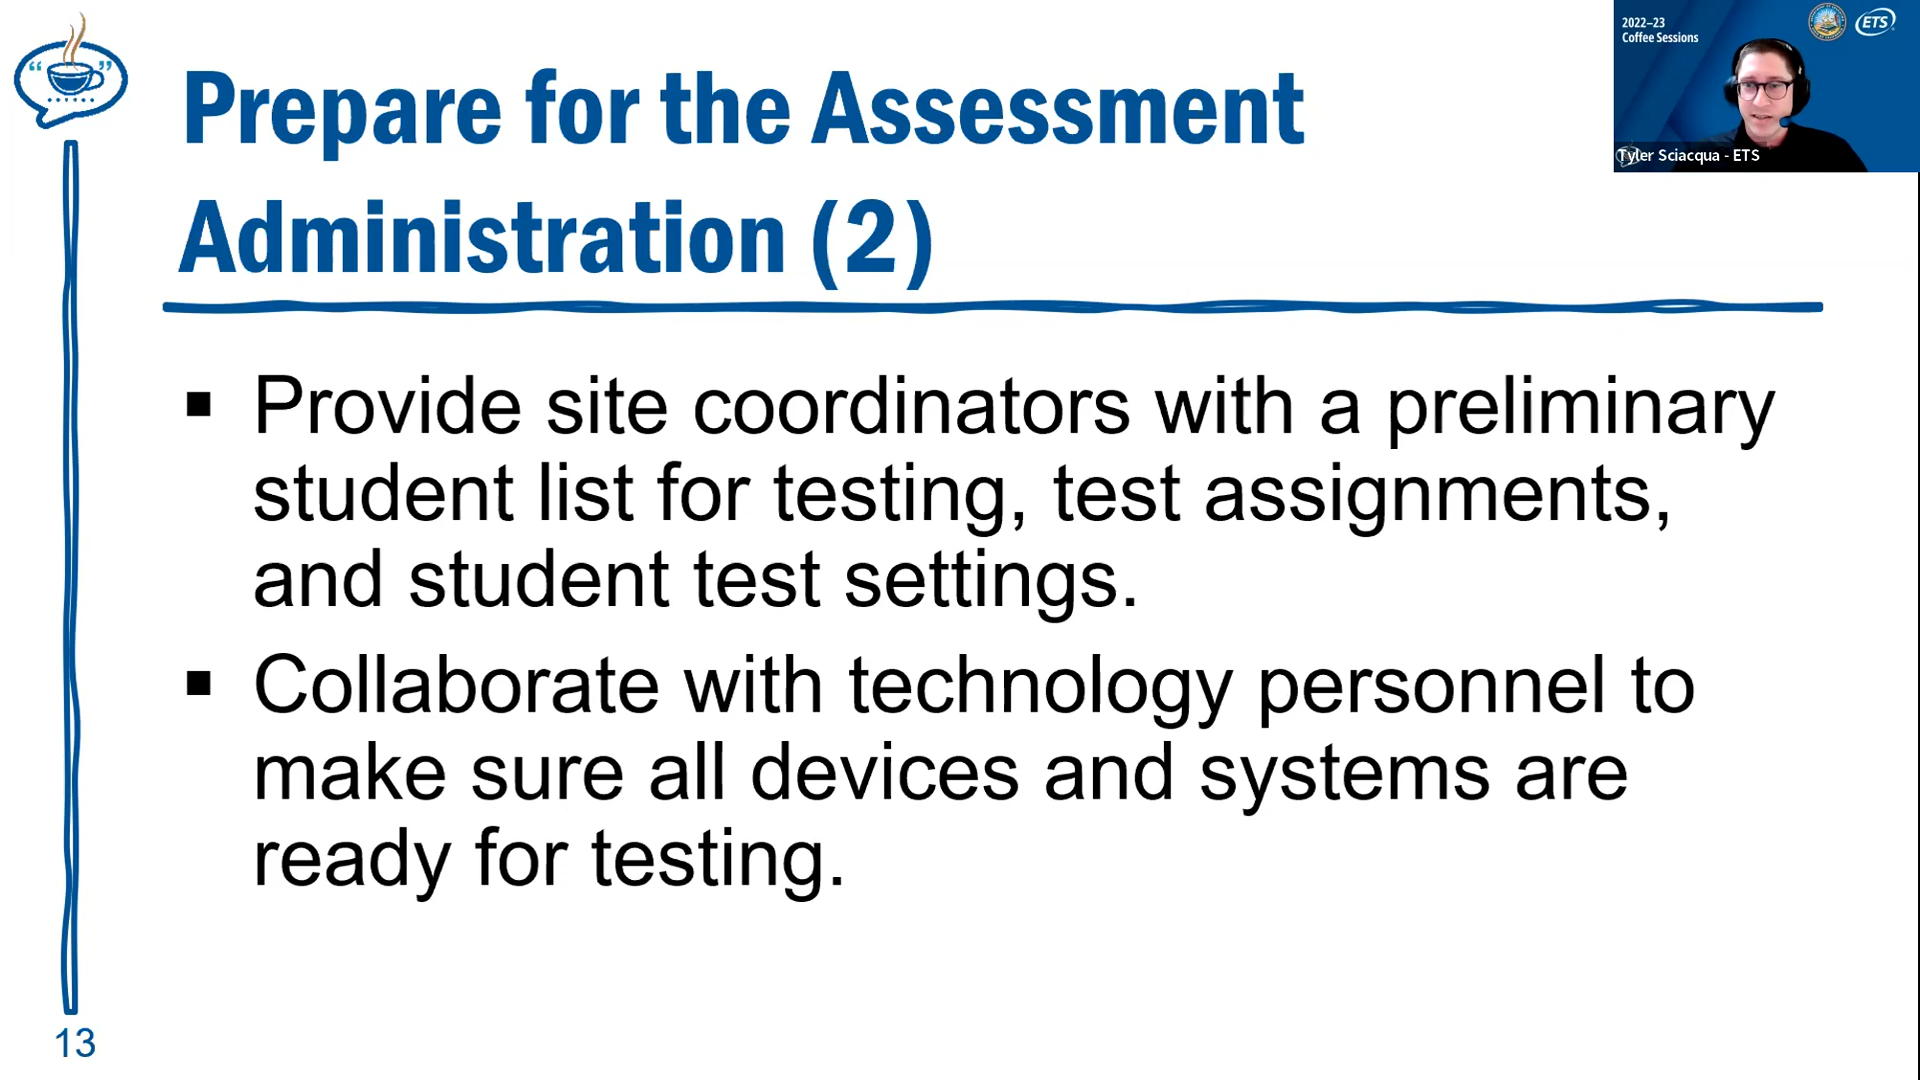 Prepare for the Assessment
Administration (2)
▪ Provide site coordinators with a preliminary
student list for testing, test assignments,
and student test settings.
▪ Collaborate with technology personnel to
make sure all devices and systems are
ready for testing.
13
2022–23
Coffee Sessions
ETS
Tyler Sciacqua - ETS